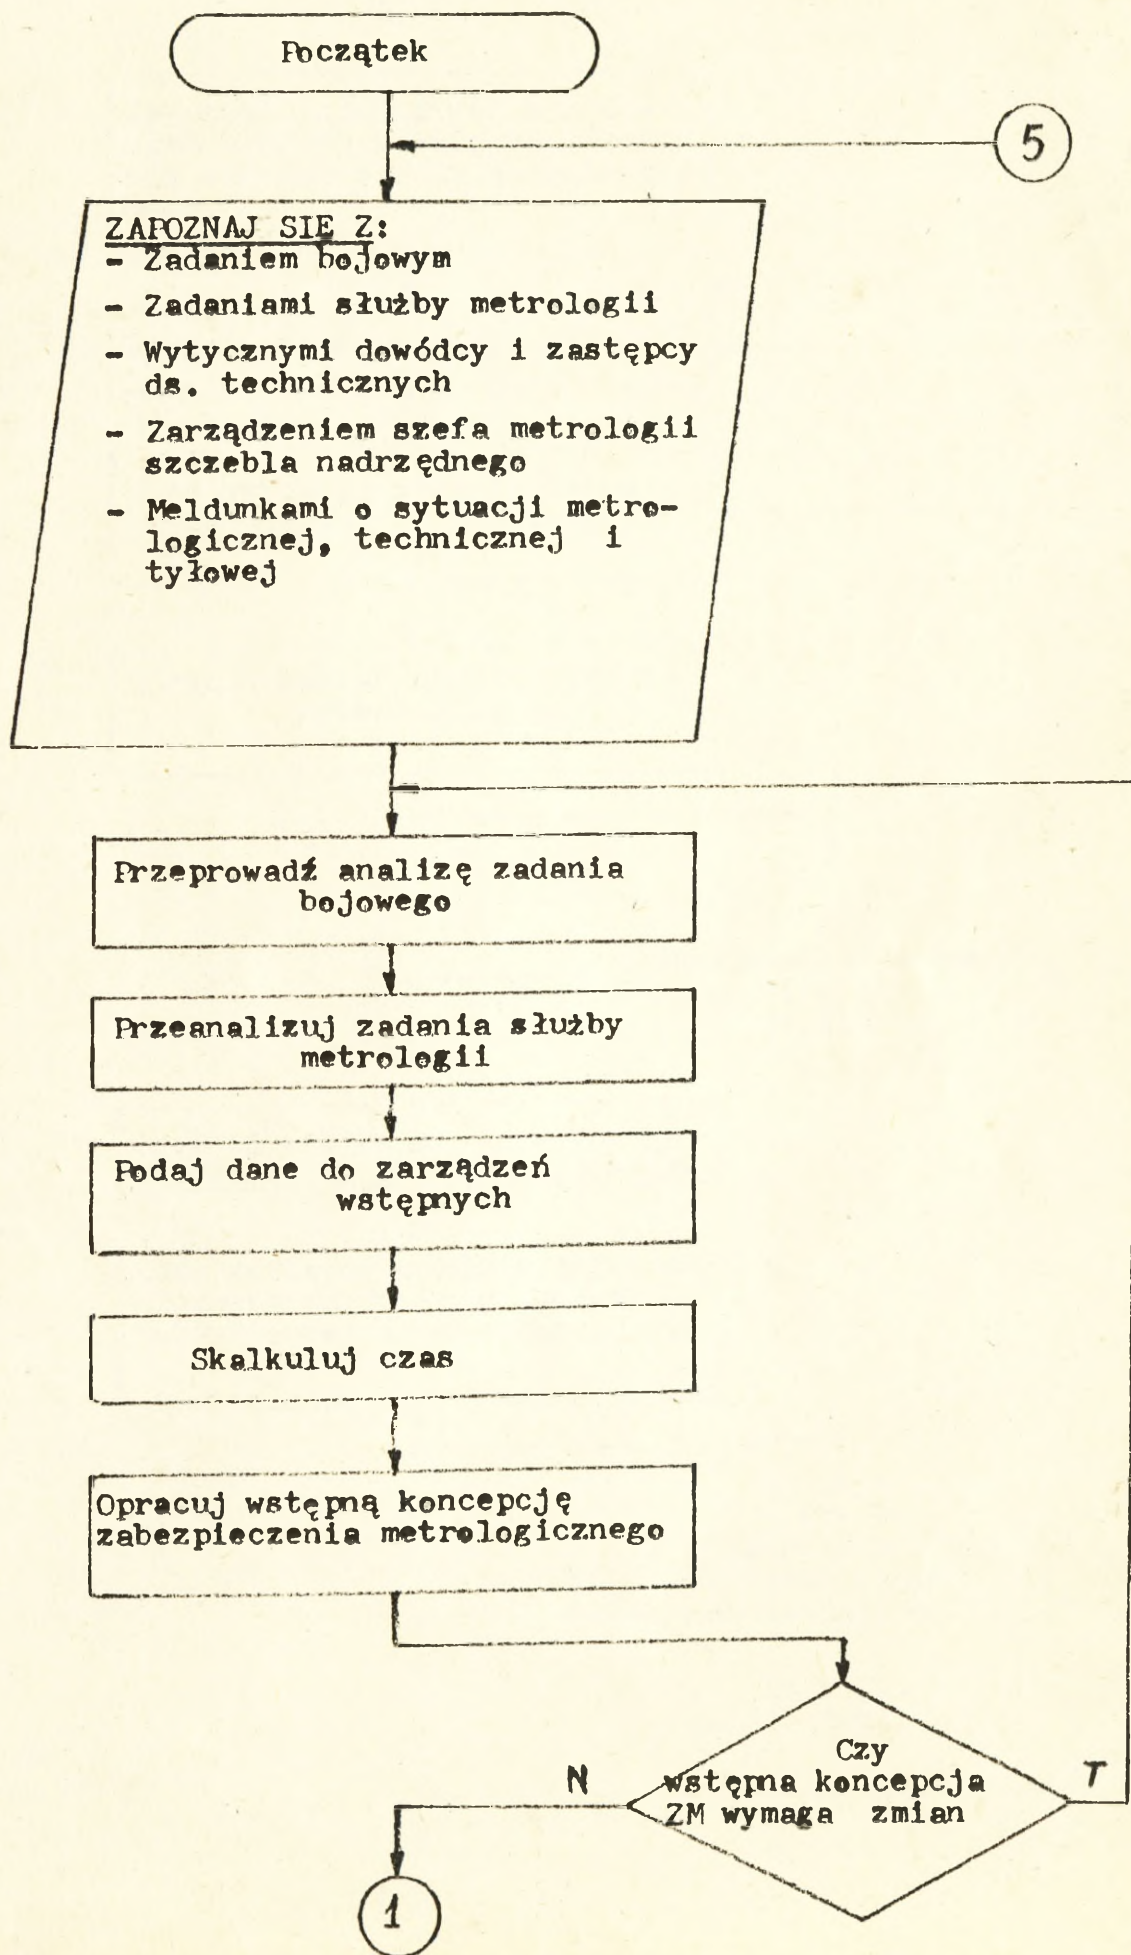 Początek
5
ZAPOZNAJ SIĘ Z:
- Zadaniem bojowym
- Zadaniami służby metrologii
- Wytycznymi dowódcy i zastępcy
ds. technicznych
- Zarządzeniem szefa metrologii
szczebla nadrzędnego
- Meldunkami o sytuacji metro-
logicznej, technicznej i
tyłowej
Przeprowadź analizę zadania
bojowego
Przeanalizuj zadania służby
metrologii
Podaj dane do zarządzeń
wstępnych
Skalkuluj czas
Opracuj wstępną koncepcję
zabezpieczenia metrologicznego
Czy
wstępna koncepcja
ZM wymaga zmian
N
T
1